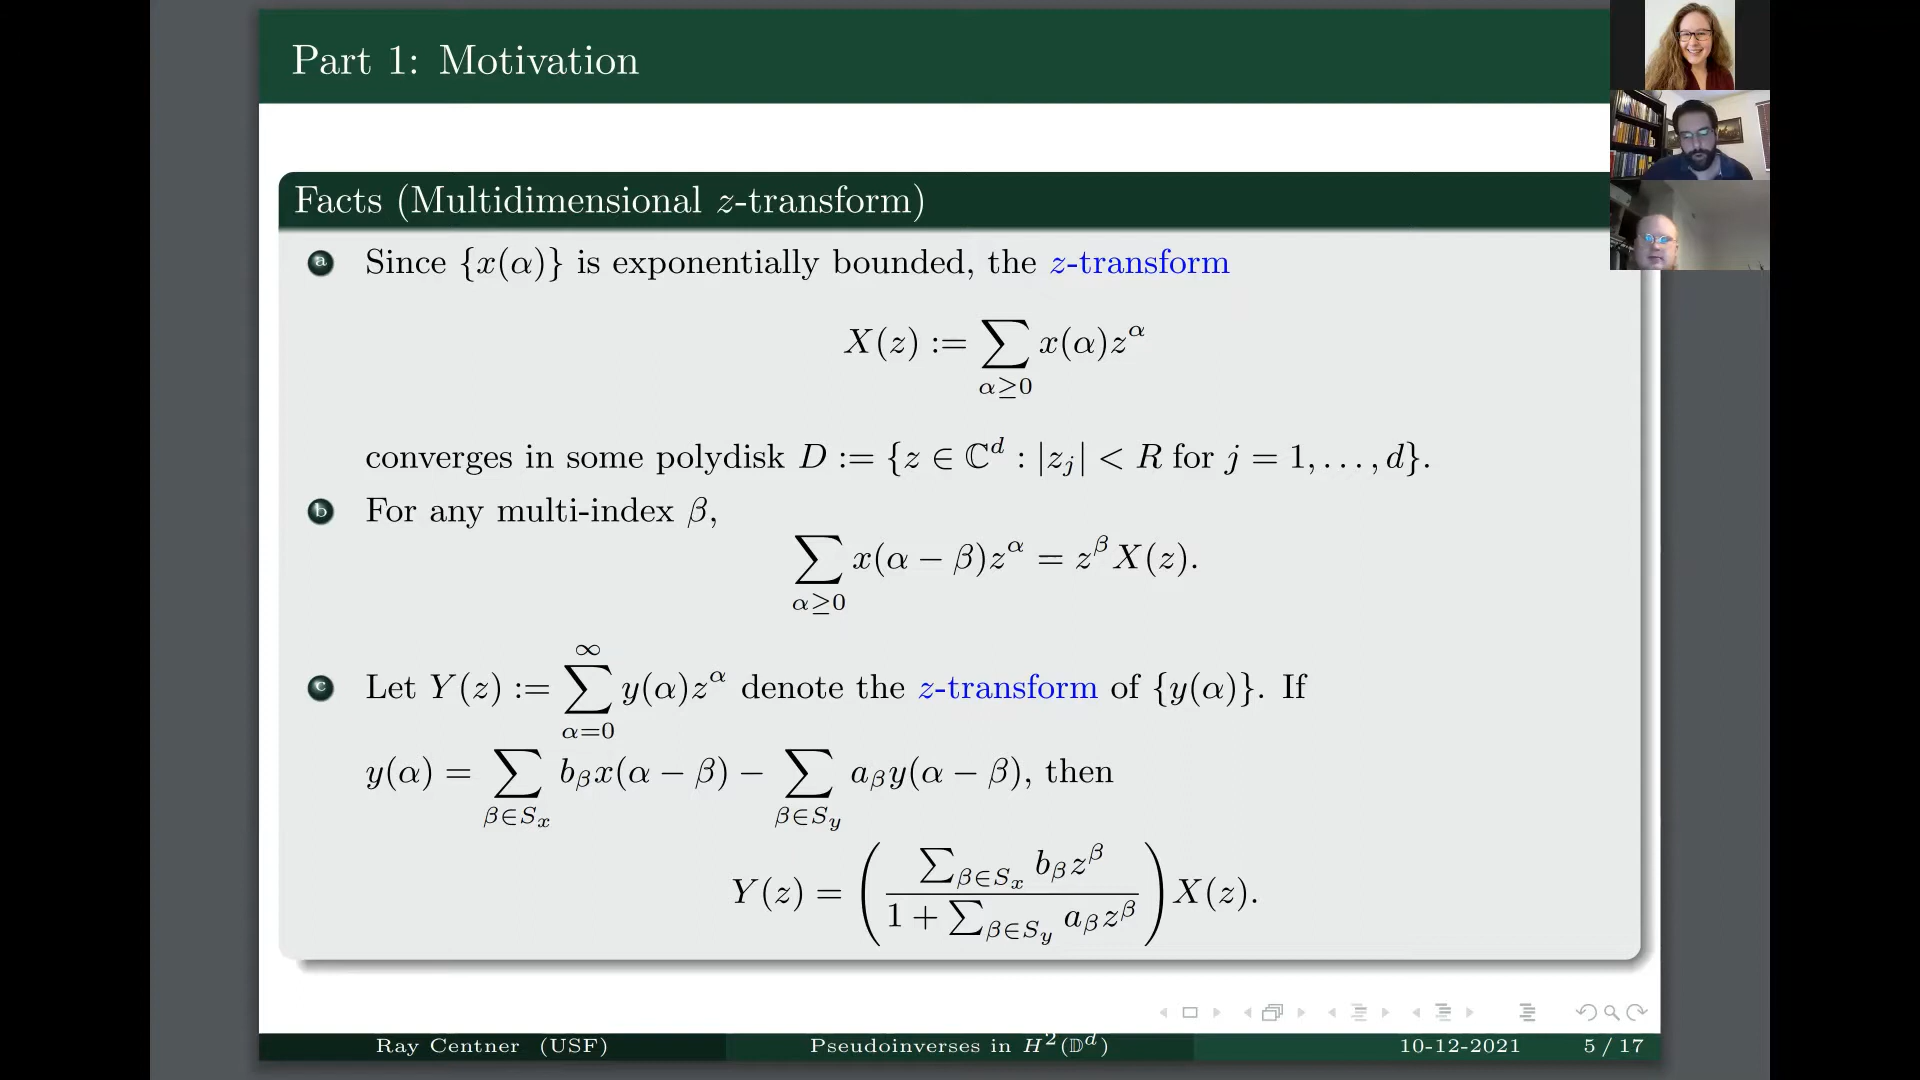 Part 1: Motivation
Facts (Multidimensional z-transform)
a Since {x(α)} is exponentially bounded, the z-transform
X(z) := ∑_{α≥0} x(α)z^α
converges in some polydisk D := {z ∈ ℂ^d : |z_j| < R for j = 1, . . . , d}.
b For any multi-index β,
∑_{α≥0} x(α − β)z^α = z^β X(z).
c Let Y(z) := ∑_{α=0}^{∞} y(α)z^α denote the z-transform of {y(α)}. If
y(α) = ∑_{β∈S_x} b_β x(α − β) − ∑_{β∈S_y} a_β y(α − β), then
Y(z) = ( ∑_{β∈S_x} b_β z^β / 1 + ∑_{β∈S_y} a_β z^β ) X(z).
Ray Centner (USF) Pseudoinverses in H^2(𝔻^d) 10-12-2021 5 / 17